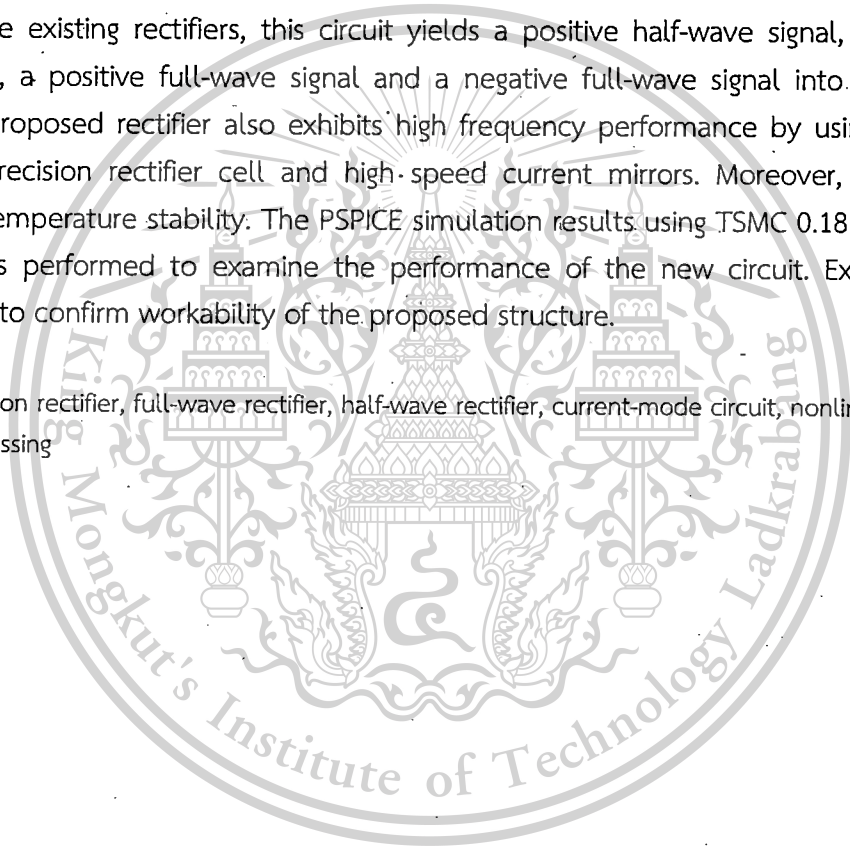 e existing rectifiers, this circuit yields a positive half-wave signal,
, a positive full-wave signal and a negative full-wave signal into
roposed rectifier also exhibits high frequency performance by usi
recision rectifier cell and high speed current mirrors. Moreover,
emperature stability. The PSPICE simulation results using TSMC 0.18
s performed to examine the performance of the new circuit. Ex
to confirm workability of the proposed structure.
on rectifier, full-wave rectifier, half-wave rectifier, current-mode circuit, nonli
ssing
King Mongkut's Institute of Technology Ladkrabang